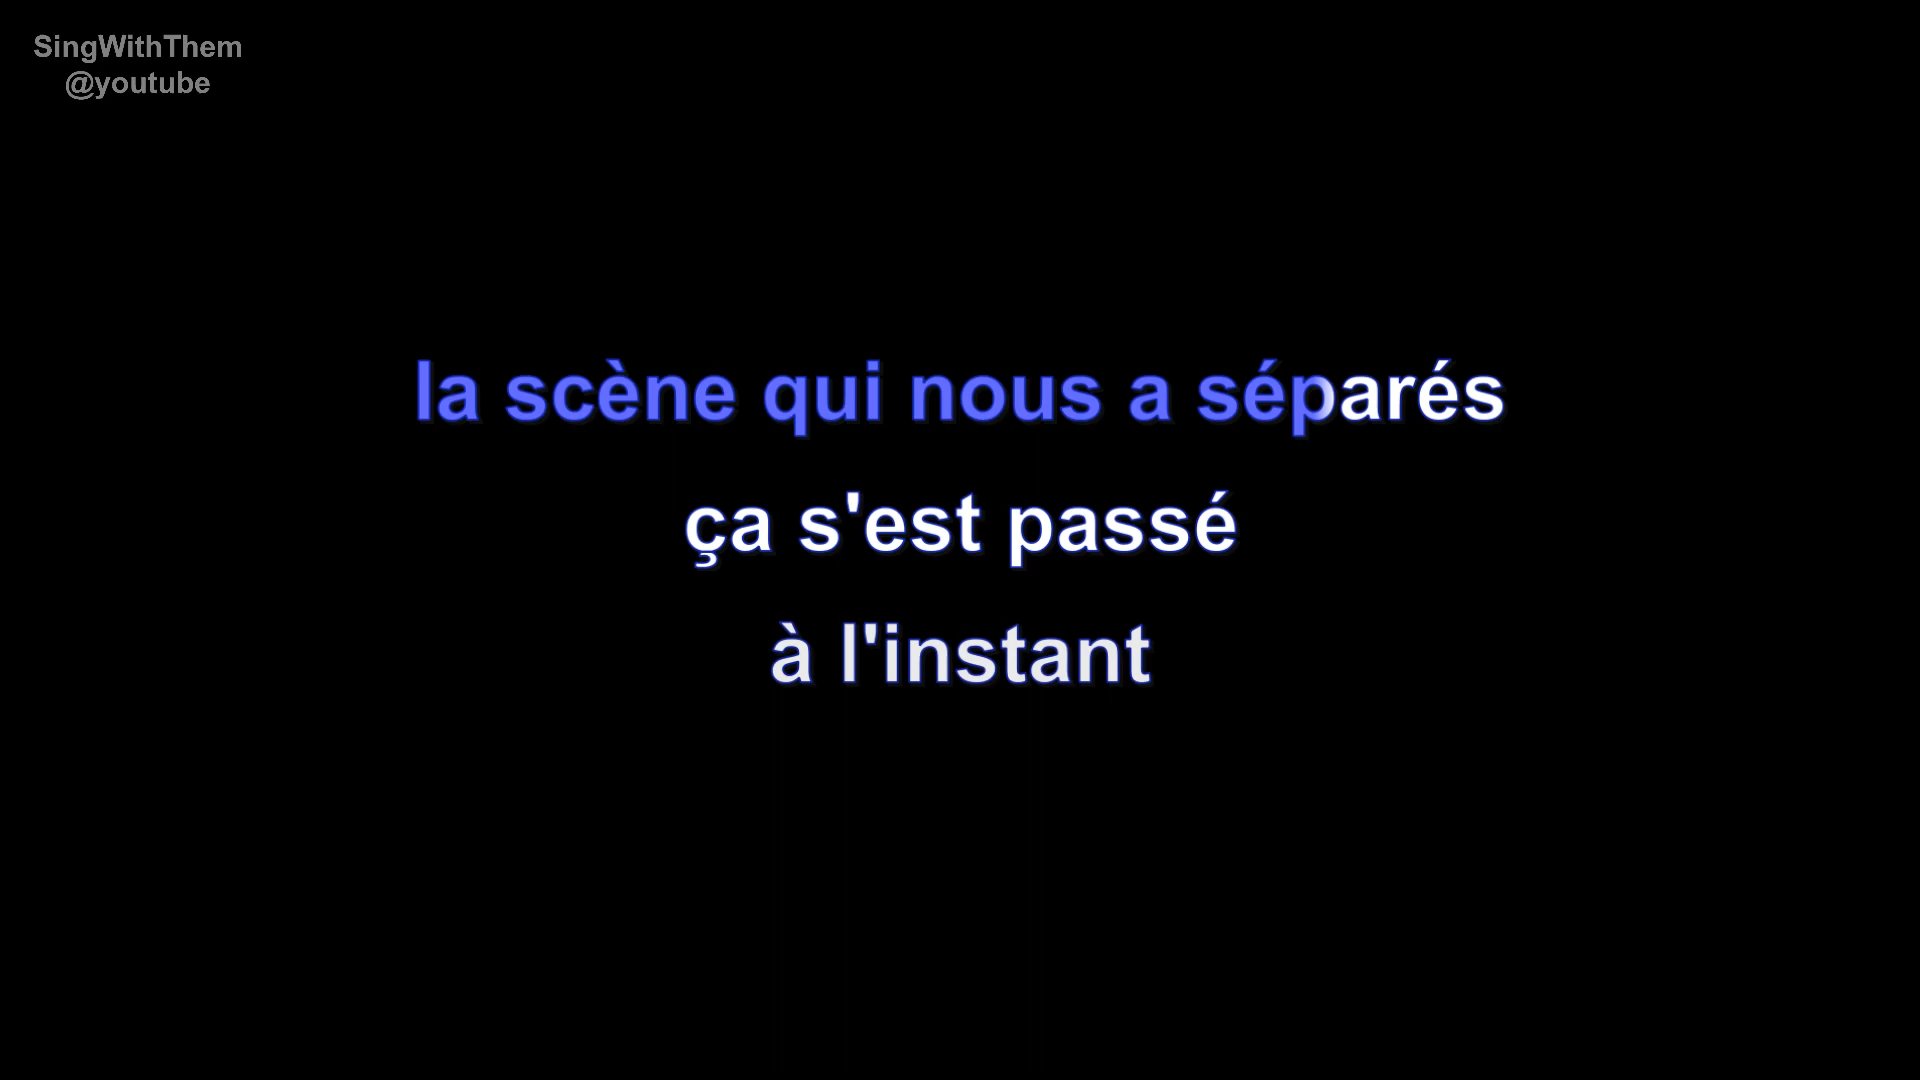 SingWithThem
@youtube
la scène qui nous a séparés
ça s'est passé
à l'instant